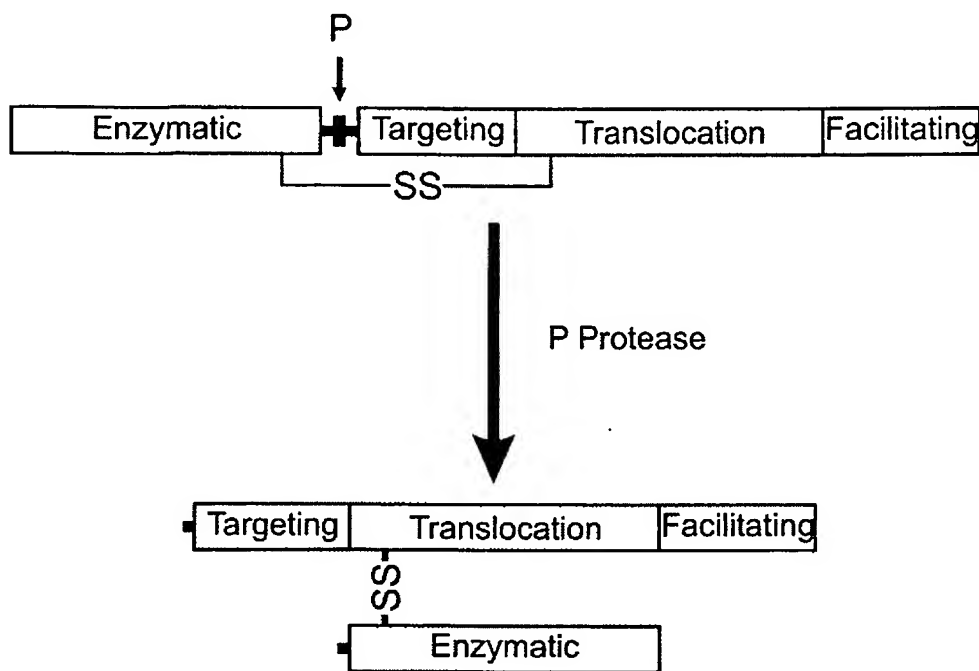 P
Enzymatic Targeting Translocation Facilitating
SS
P Protease
Targeting Translocation Facilitating
SS
Enzymatic